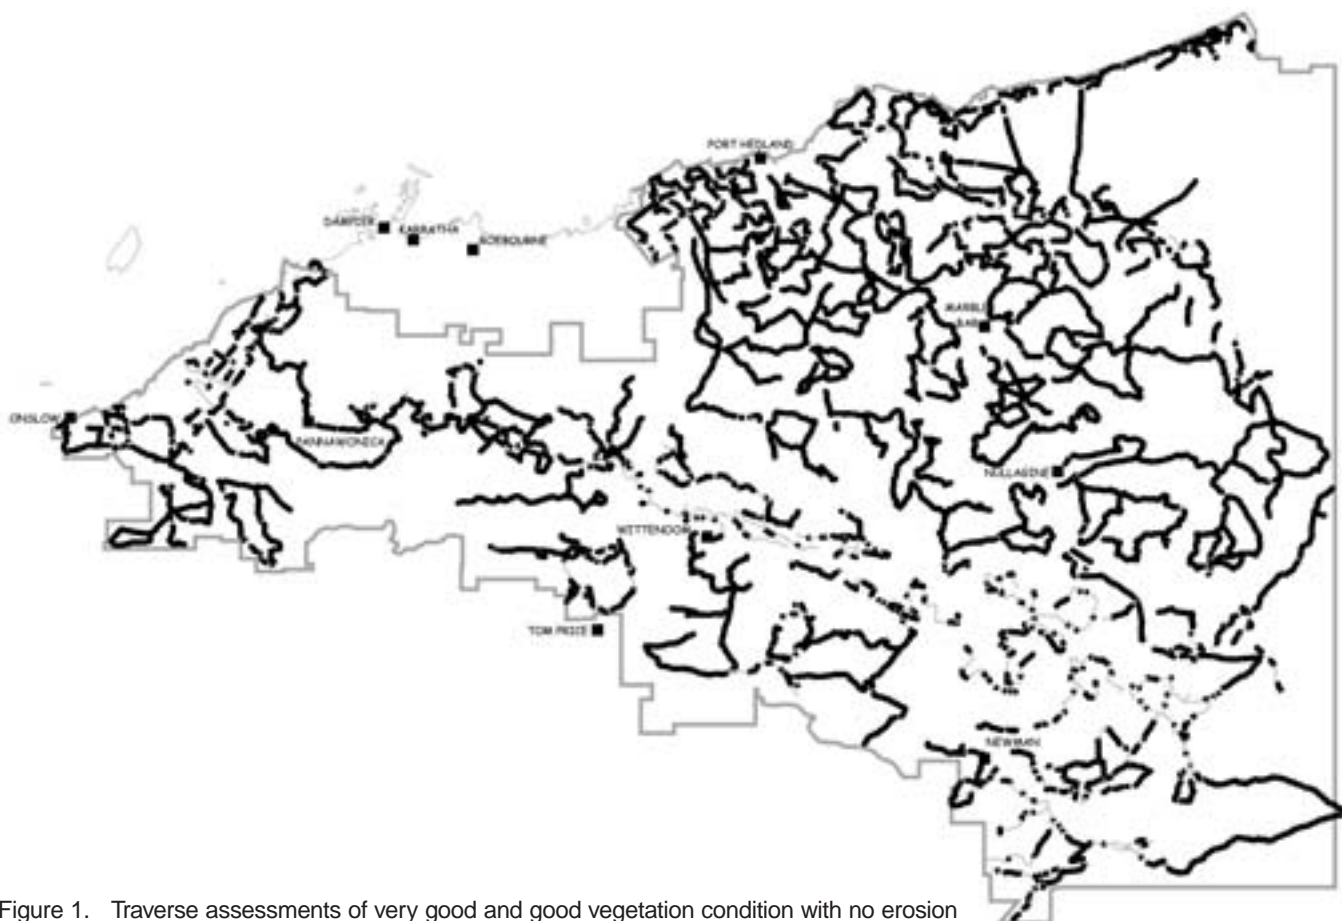 PORT HEDLAND
DAMPIER
KARRATHA
ROEBOURNE
MARBLE
BAR
ONSLOW
PANNAWONICA
NULLAGINE
WITTENOOM
TOM PRICE
NEWMAN
Figure 1. Traverse assessments of very good and good vegetation condition with no erosion